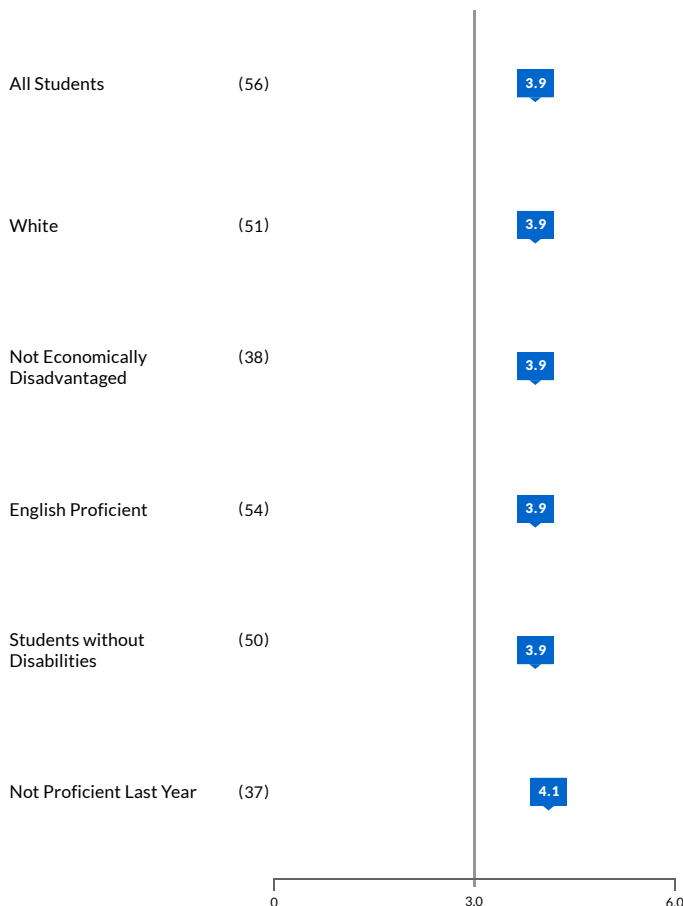 All Students (56) 3.9
White (51) 3.9
Not Economically (38) 3.9
Disadvantaged
English Proficient (54) 3.9
Students without (50) 3.9
Disabilities
Not Proficient Last Year (37) 4.1
0 3.0 6.0